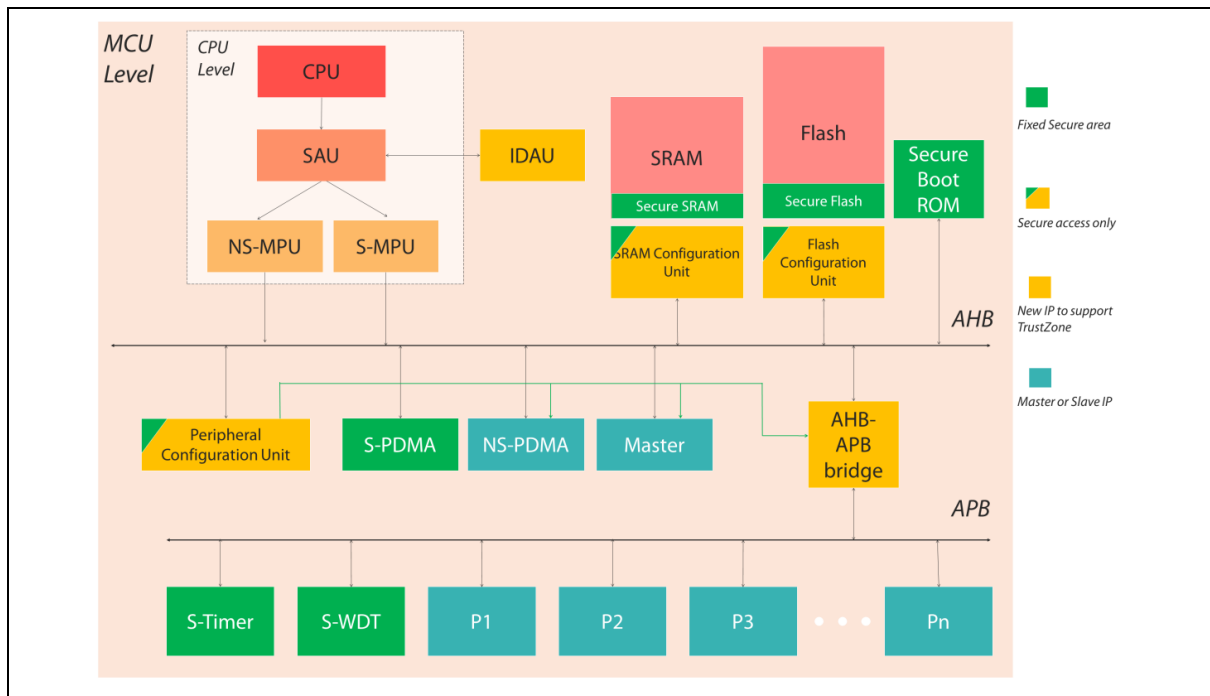 MCU
Level
CPU
Level
CPU
SAU
IDAU
NS-MPU
S-MPU
SRAM
Secure SRAM
SRAM Configuration
Unit
Flash
Secure Flash
Flash
Configuration
Unit
Secure
Boot
ROM
AHB
Peripheral
Configuration Unit
S-PDMA
NS-PDMA
Master
AHB-
APB
bridge
APB
S-Timer
S-WDT
P1
P2
P3
Pn
Fixed Secure area
Secure access only
New IP to support
TrustZone
Master or Slave IP